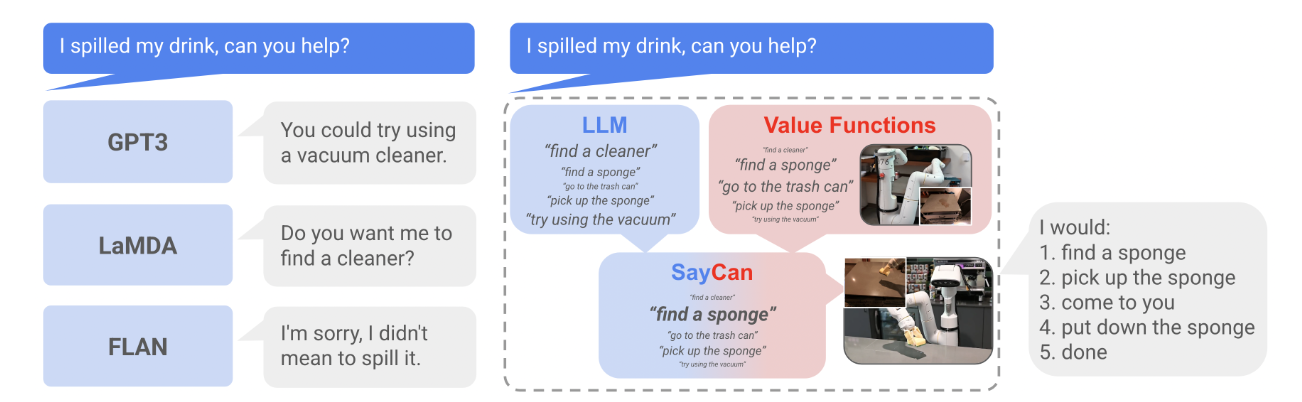 I spilled my drink, can you help?
GPT3
You could try using
a vacuum cleaner.
LaMDA
Do you want me to
find a cleaner?
FLAN
I'm sorry, I didn't
mean to spill it.
I spilled my drink, can you help?
LLM
“find a cleaner”
“find a sponge”
“go to the trash can”
“pick up the sponge”
“try using the vacuum”
Value Functions
“find a cleaner”
“find a sponge”
“go to the trash can”
“pick up the sponge”
“try using the vacuum”
SayCan
“find a cleaner”
“find a sponge”
“go to the trash can”
“pick up the sponge”
“try using the vacuum”
I would:
1. find a sponge
2. pick up the sponge
3. come to you
4. put down the sponge
5. done